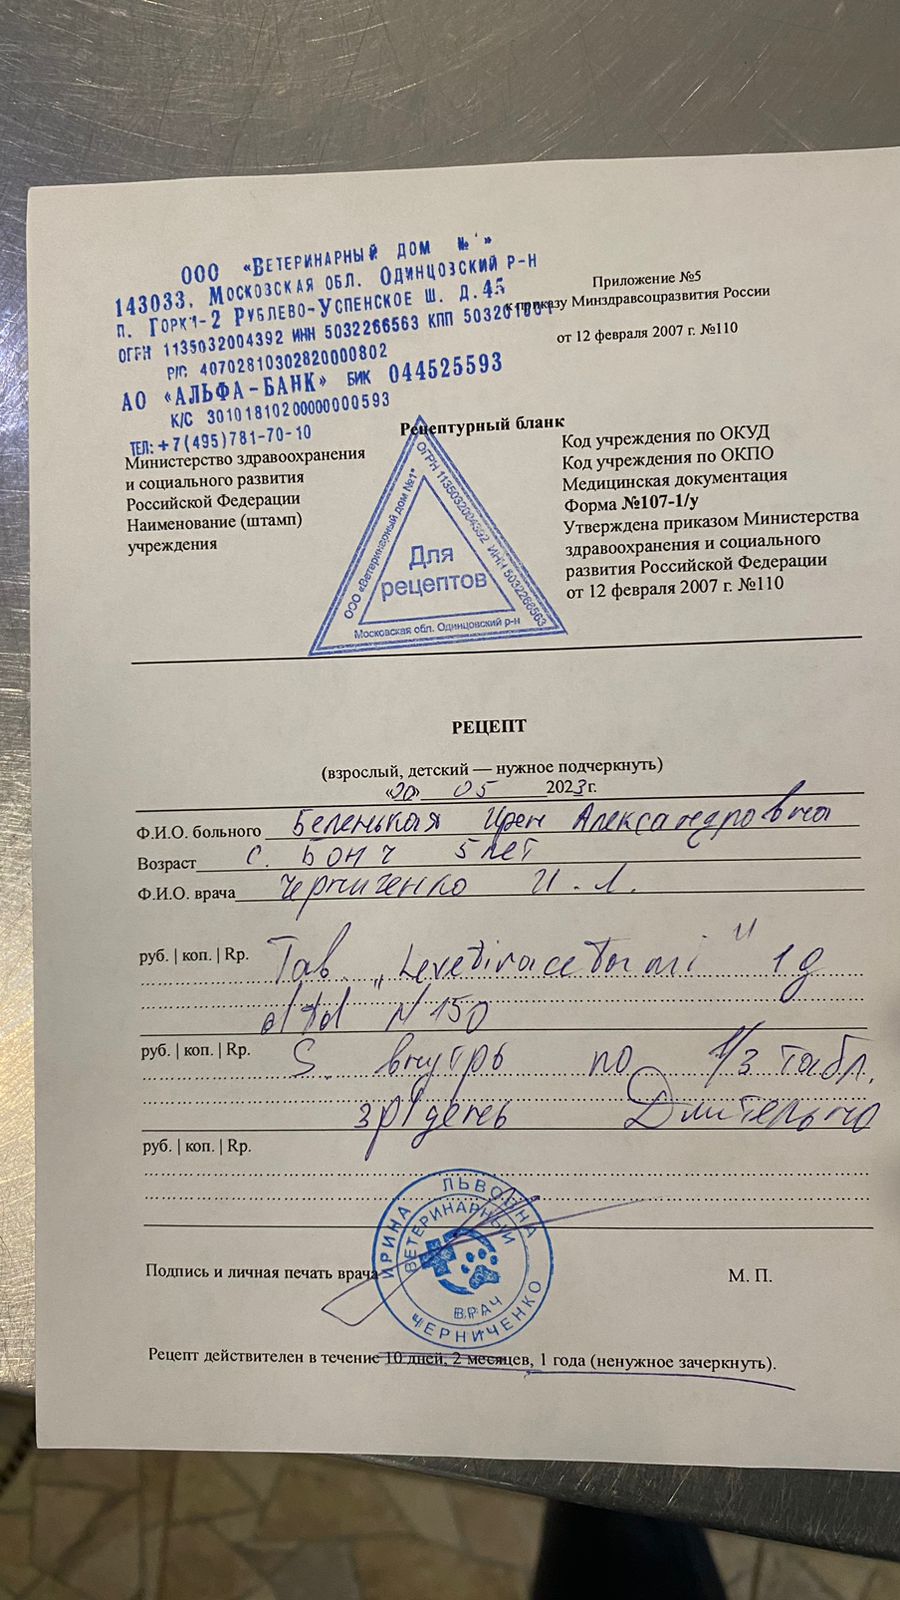 ООО «Ветеринарный дом №1»
143033, Московская обл. Одинцовский р-н
п. Горки-2 Рублево-Успенское ш. д.45
ОГРН 1135032004392 ИНН 5032266563 КПП
Р/С 40702810302820000802
АО «АЛЬФА-БАНК» БИК 044525593
К/С 30101810200000000593
ТЕЛ: +7(495)781-70-10
Приложение №5
к приказу Минздравсоцразвития России
от 12 февраля 2007 г. №110
Рецептурный бланк
Министерство здравоохранения
и социального развития
Российской Федерации
Наименование (штамп)
учреждения
Код учреждения по ОКУД
Код учреждения по ОКПО
Медицинская документация
Форма №107-1/у
Утверждена приказом Министерства
здравоохранения и социального
развития Российской Федерации
от 12 февраля 2007 г. №110
ООО «Ветеринарный дом №1» ОГРН 1135032004392 ИНН 5032266563
Московская обл. Одинцовский р-н
Для
рецептов
РЕЦЕПТ
(взрослый, детский — нужное подчеркнуть)
«20» 05 2023г.
Ф.И.О. больного Беленькая Ирен Александровна
Возраст с. Бонч 5 лет
Ф.И.О. врача Черниченко И. Л.
руб. | коп. | Rp. Tab. „Levetiracetami" 1 g
dtd N 150
руб. | коп. | Rp. S. внутрь по 1/3 табл.
3р/день Длительно
руб. | коп. | Rp.
ИРИНА ЛЬВОВНА ЧЕРНИЧЕНКО
ВЕТЕРИНАРНЫЙ
ВРАЧ
Подпись и личная печать врача
М. П.
Рецепт действителен в течение 10 дней, 2 месяцев, 1 года (ненужное зачеркнуть).